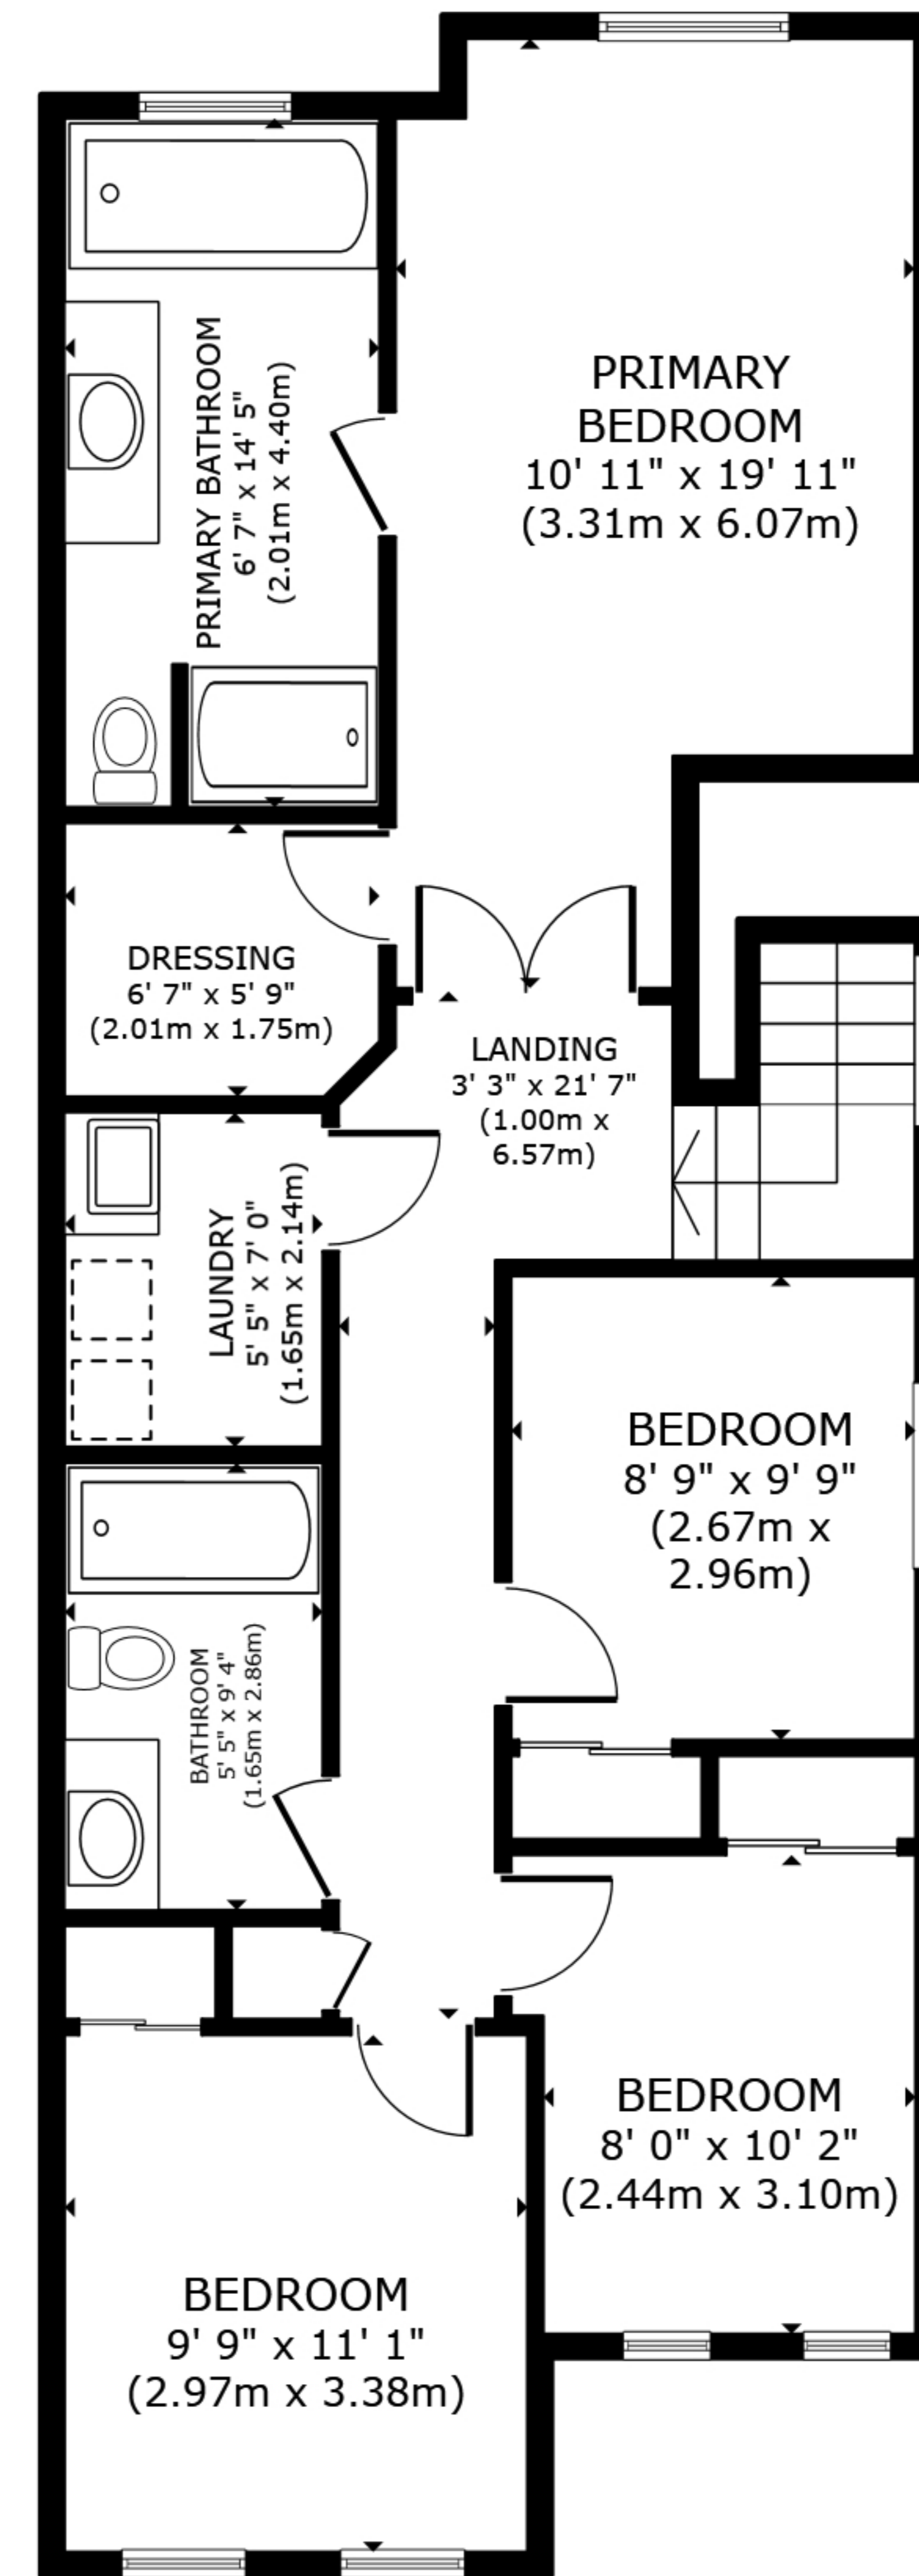 PRIMARY BATHROOM
6' 7" x 14' 5"
(2.01m x 4.40m)
PRIMARY
BEDROOM
10' 11" x 19' 11"
(3.31m x 6.07m)
DRESSING
6' 7" x 5' 9"
(2.01m x 1.75m)
LANDING
3' 3" x 21' 7"
(1.00m x
6.57m)
LAUNDRY
5' 5" x 7' 0"
(1.65m x 2.14m)
BEDROOM
8' 9" x 9' 9"
(2.67m x
2.96m)
BATHROOM
5' 5" x 9' 4"
(1.65m x 2.86m)
BEDROOM
8' 0" x 10' 2"
(2.44m x 3.10m)
BEDROOM
9' 9" x 11' 1"
(2.97m x 3.38m)